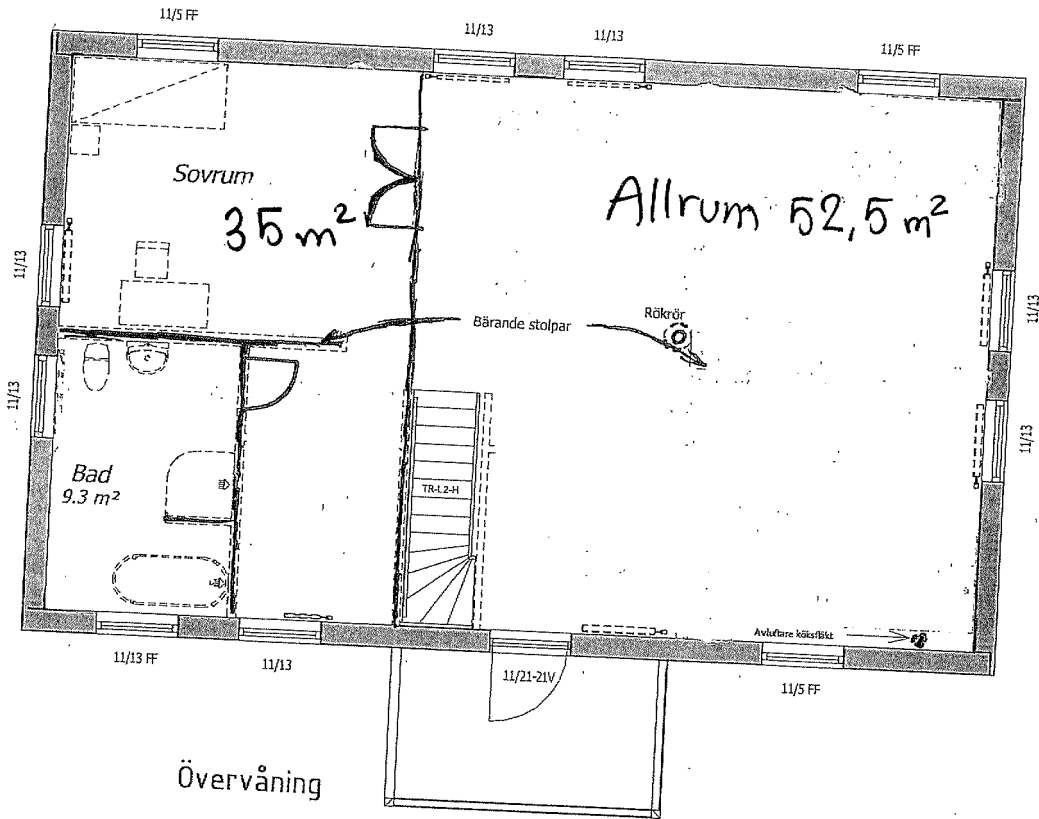 11/5 FF
11/13
11/13
11/5 FF
Sovrum
35 m²
Allrum 52,5 m²
11/13
11/13
Rökrör
Bärande stolpar
11/13
11/13
Bad
9.3 m²
TR-L2-H
Avluftare köksfläkt
11/13 FF
11/13
11/21-21V
11/5 FF
Övervåning